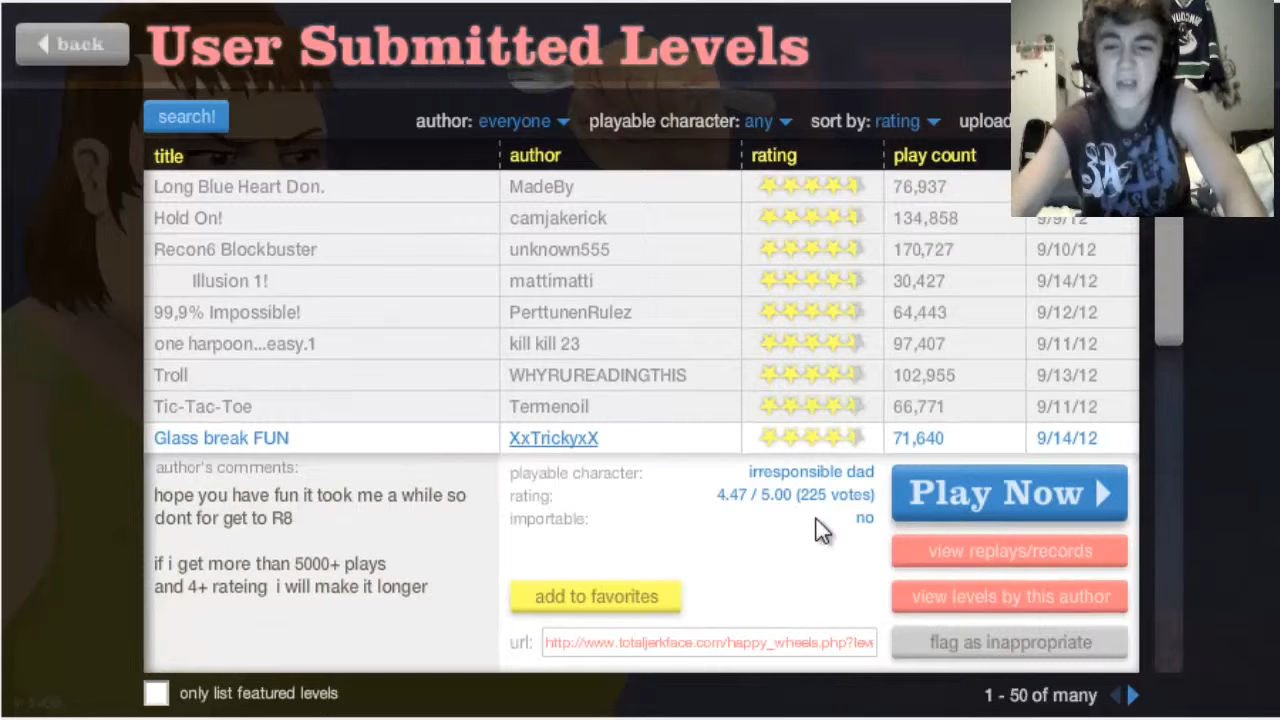 back
User Submitted Levels
search!
author: everyone playable character: any sort by: rating upload
title author rating play count
Long Blue Heart Don. MadeBy 76,937
Hold On! camjakerick 134,858 9/9/12
Recon6 Blockbuster unknown555 170,727 9/10/12
Illusion 1! mattimatti 30,427 9/14/12
99,9% Impossible! PerttunenRulez 64,443 9/12/12
one harpoon...easy.1 kill kill 23 97,407 9/11/12
Troll WHYRUREADINGTHIS 102,955 9/13/12
Tic-Tac-Toe Termenoil 66,771 9/11/12
Glass break FUN XxTrickyxX 71,640 9/14/12
author's comments:
hope you have fun it took me a while so
dont for get to R8
if i get more than 5000+ plays
and 4+ rateing i will make it longer
playable character: irresponsible dad
rating: 4.47 / 5.00 (225 votes)
importable: no
add to favorites
url: http://www.totaljerkface.com/happy_wheels.php?leve
Play Now
view replays/records
view levels by this author
flag as inappropriate
only list featured levels
1 - 50 of many